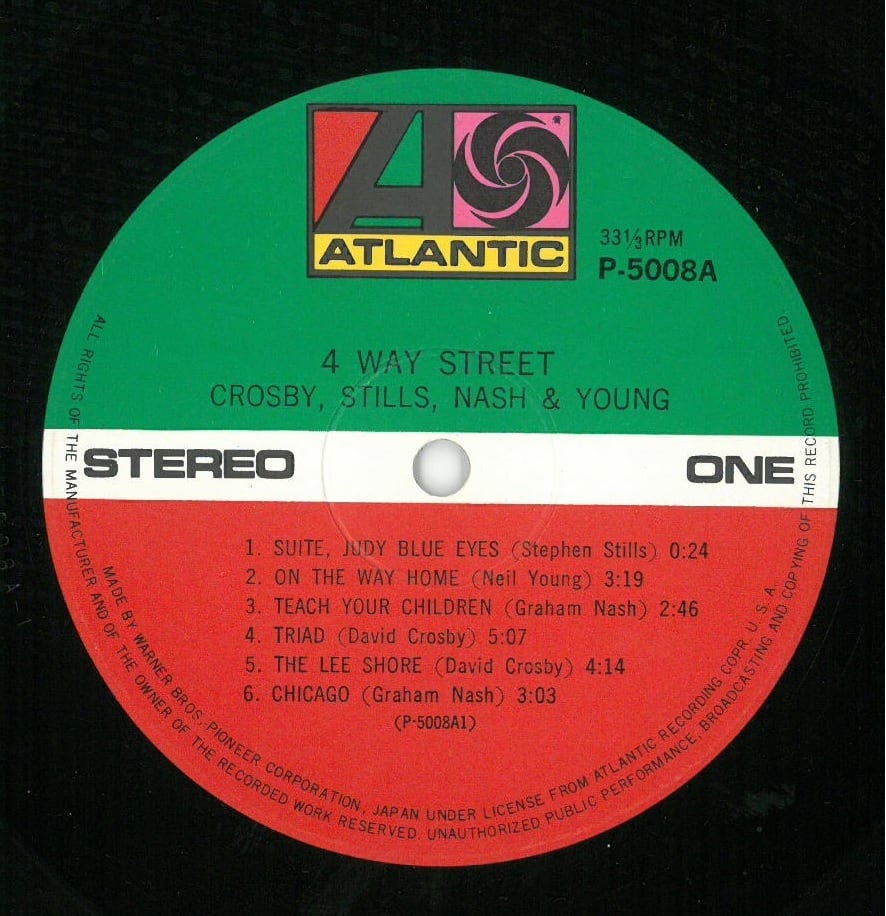 ATLANTIC
33⅓RPM
P-5008A
4 WAY STREET
CROSBY, STILLS, NASH & YOUNG
STEREO
ONE
1. SUITE, JUDY BLUE EYES (Stephen Stills) 0:24
2. ON THE WAY HOME (Neil Young) 3:19
3. TEACH YOUR CHILDREN (Graham Nash) 2:46
4. TRIAD (David Crosby) 5:07
5. THE LEE SHORE (David Crosby) 4:14
6. CHICAGO (Graham Nash) 3:03
(P-5008A1)
MADE BY WARNER BROS.-PIONEER CORPORATION, JAPAN UNDER LICENSE FROM ATLANTIC RECORDING COPR. U. S. A.
ALL RIGHTS OF THE MANUFACTURER AND OF THE OWNER OF THE RECORDED WORK RESERVED. UNAUTHORIZED PUBLIC PERFORMANCE, BROADCASTING AND COPYING OF THIS RECORD PROHIBITED